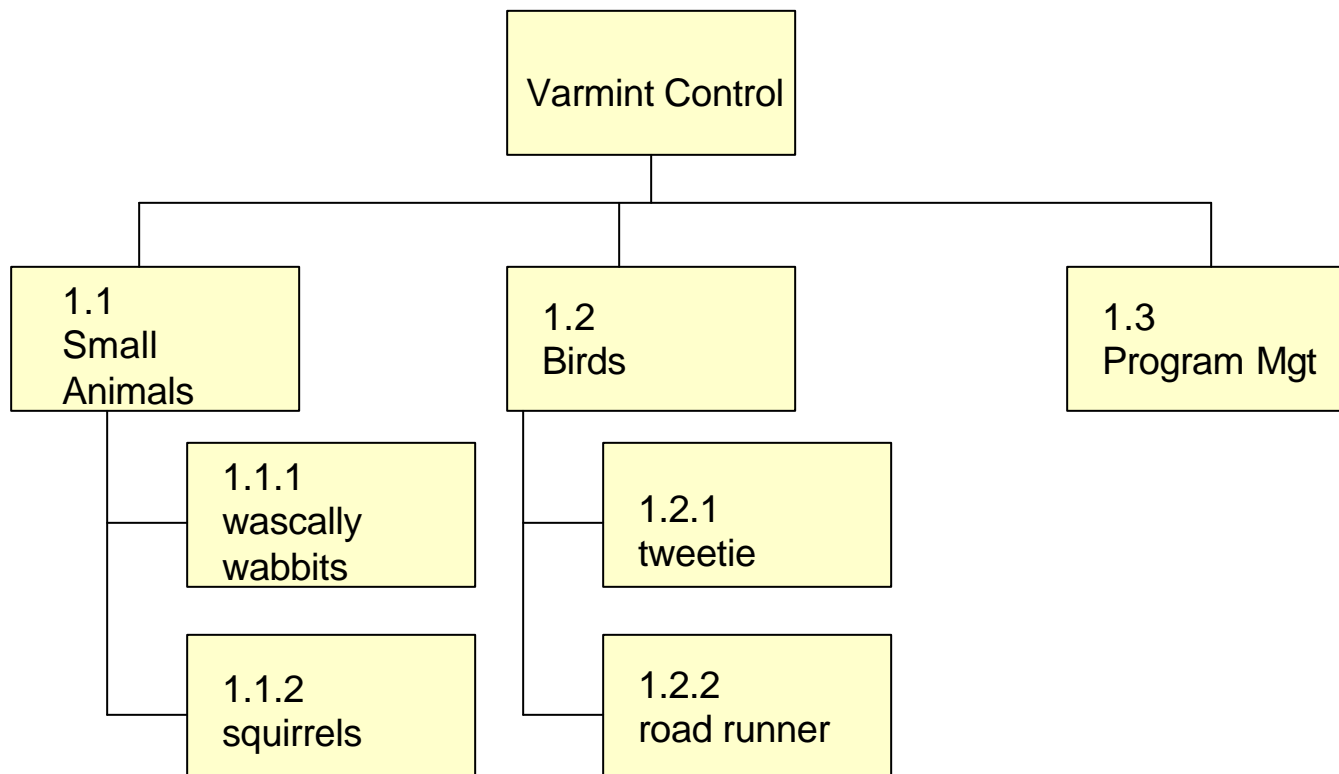 Varmint Control
1.1
Small
Animals
1.2
Birds
1.3
Program Mgt
1.1.1
wascally
wabbits
1.2.1
tweetie
1.1.2
squirrels
1.2.2
road runner